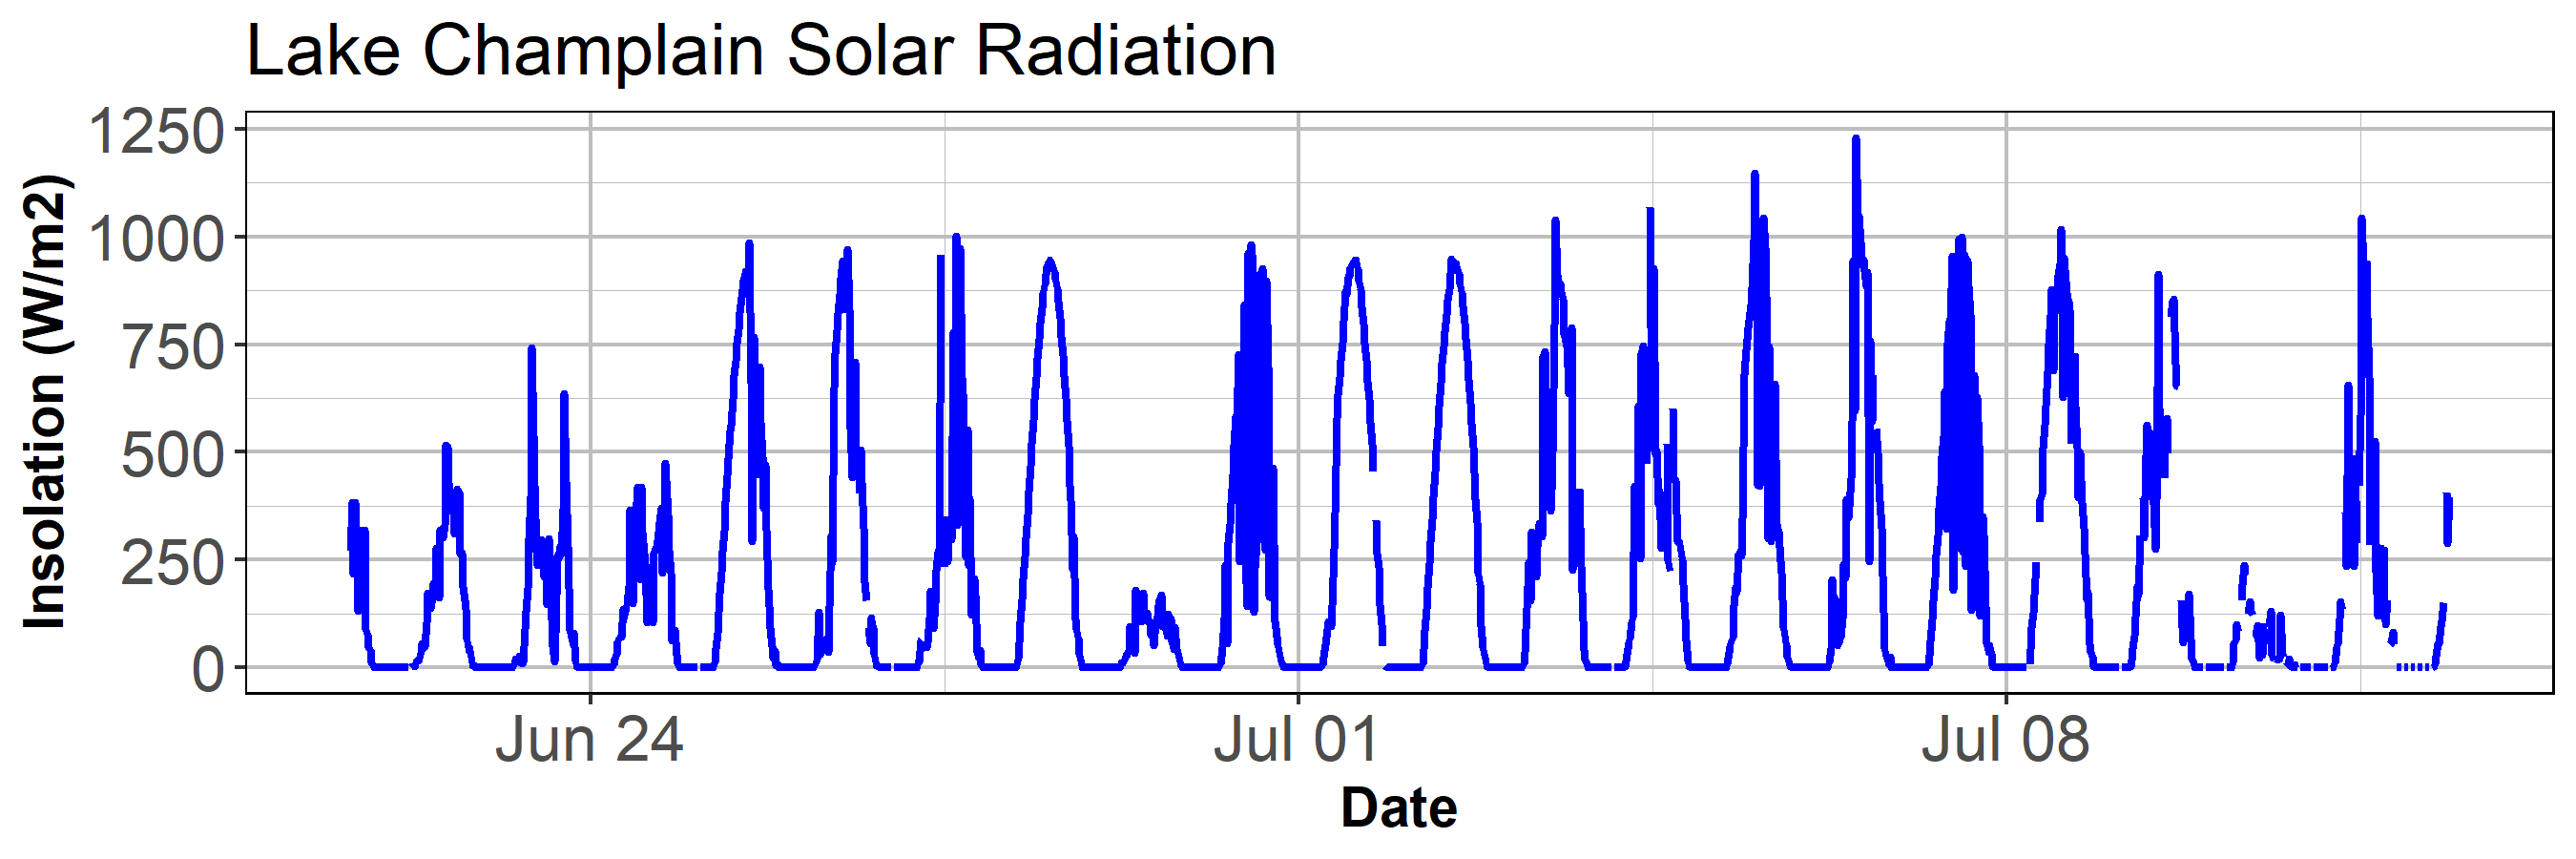 Lake Champlain Solar Radiation
1250
1000
750
500
250
0
Insolation (W/m2)
Jun 24
Jul 01
Jul 08
Date